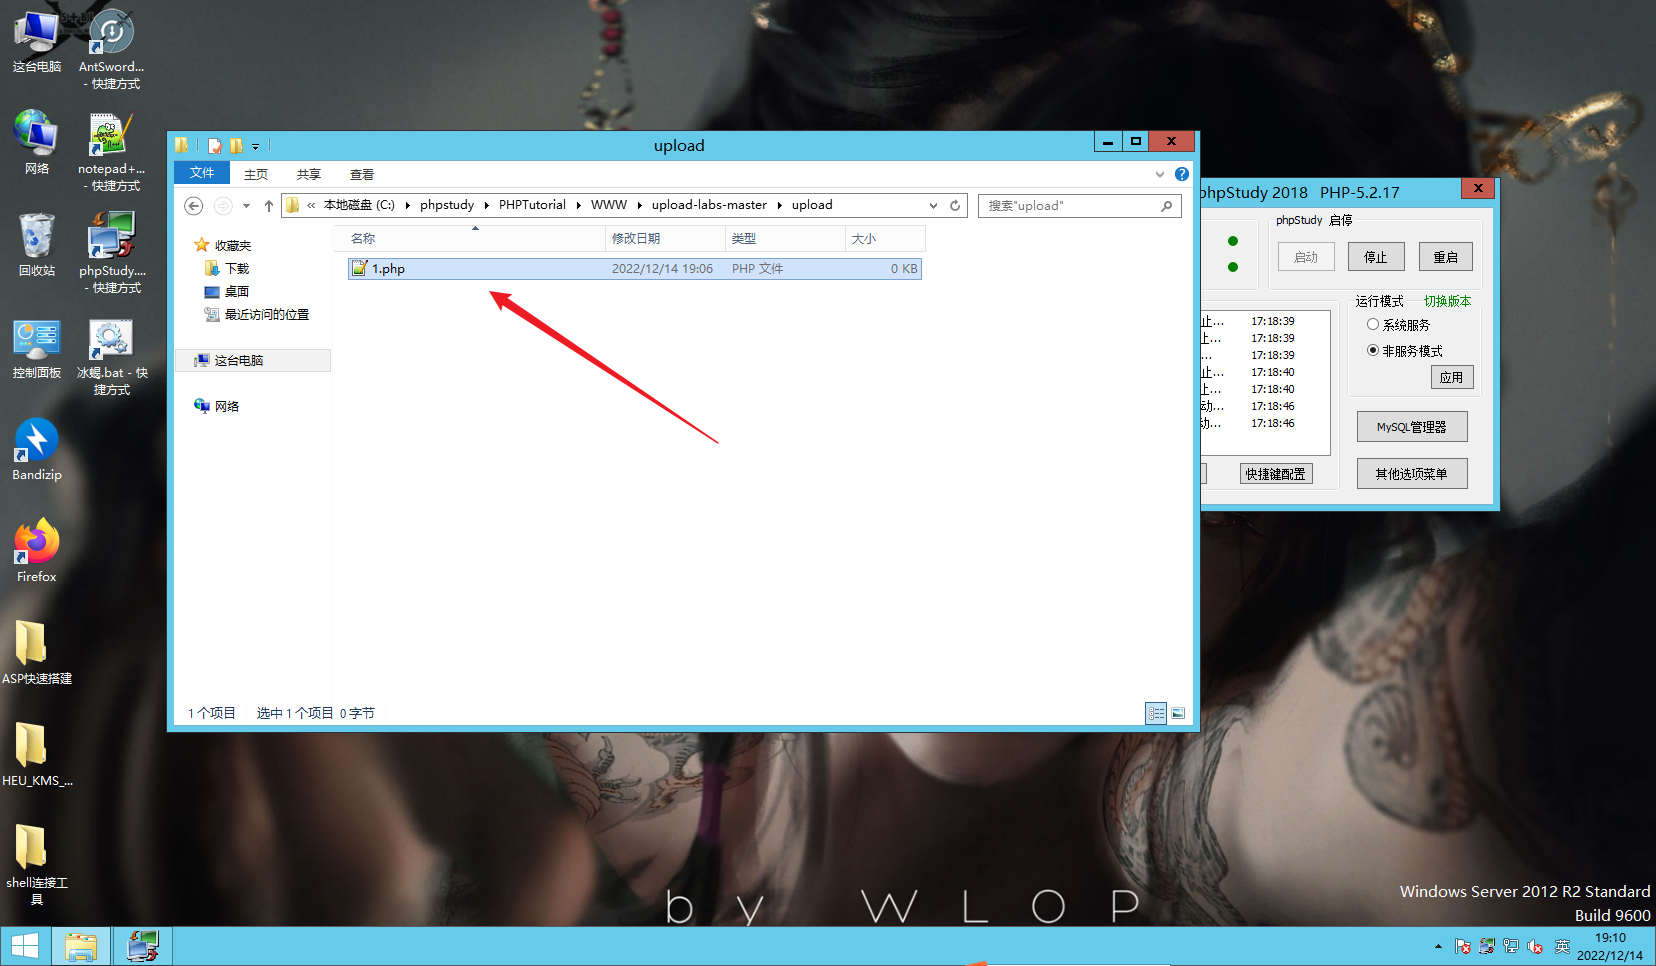 这台电脑
AntSword...
- 快捷方式
网络
notepad+...
- 快捷方式
回收站
phpStudy....
- 快捷方式
控制面板
冰蝎.bat - 快
捷方式
Bandizip
Firefox
ASP快速搭建
HEU_KMS_...
shell连接工
具
upload
文件
主页
共享
查看
« 本地磁盘 (C:) phpstudy PHPTutorial WWW upload-labs-master upload
搜索"upload"
收藏夹
下载
桌面
最近访问的位置
这台电脑
网络
名称 修改日期 类型 大小
1.php 2022/12/14 19:06 PHP 文件 0 KB
1 个项目 选中 1 个项目 0 字节
phpStudy 2018 PHP-5.2.17
phpStudy 启停
启动 停止 重启
运行模式 切换版本
系统服务
非服务模式
应用
止... 17:18:39
止... 17:18:39
... 17:18:39
止... 17:18:40
止... 17:18:40
动... 17:18:46
动... 17:18:46
MySQL管理器
快捷键配置
其他选项菜单
by WLOP
Windows Server 2012 R2 Standard
Build 9600
英
19:10
2022/12/14